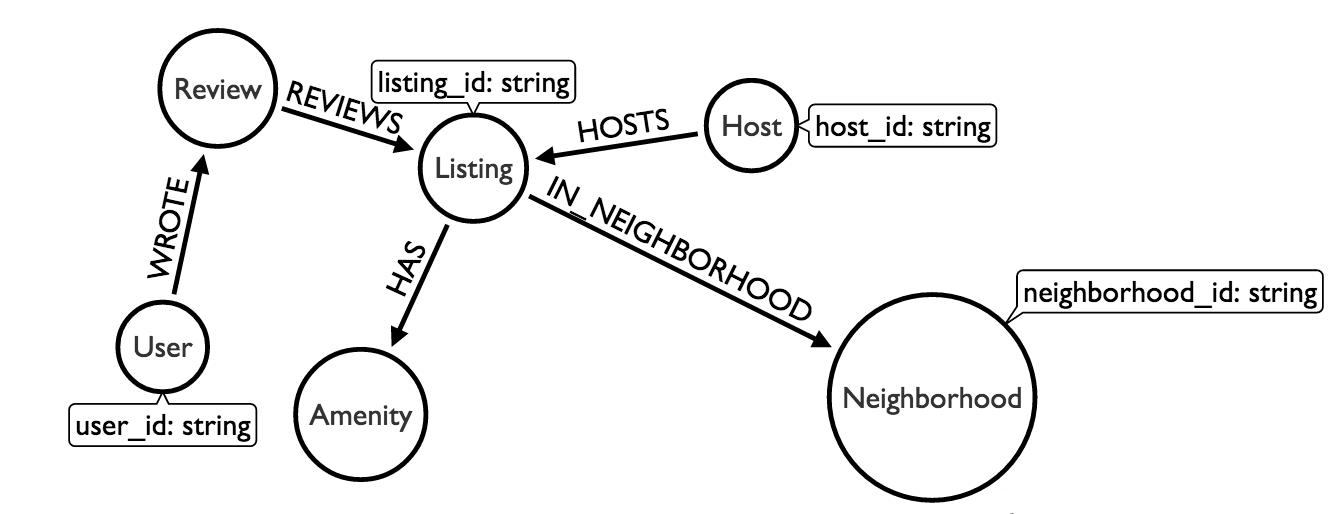 Review
REVIEWS
listing_id: string
HOSTS
Host
host_id: string
Listing
WROTE
IN_NEIGHBORHOOD
HAS
neighborhood_id: string
User
Amenity
Neighborhood
user_id: string